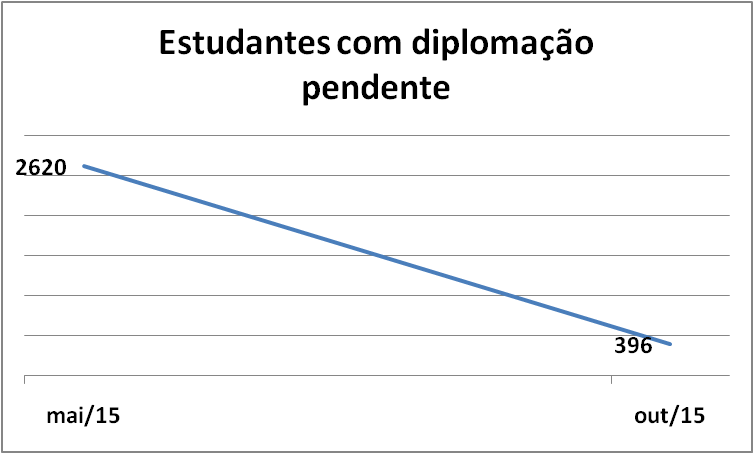 Estudantes com diplomação
pendente
2620
396
mai/15
out/15